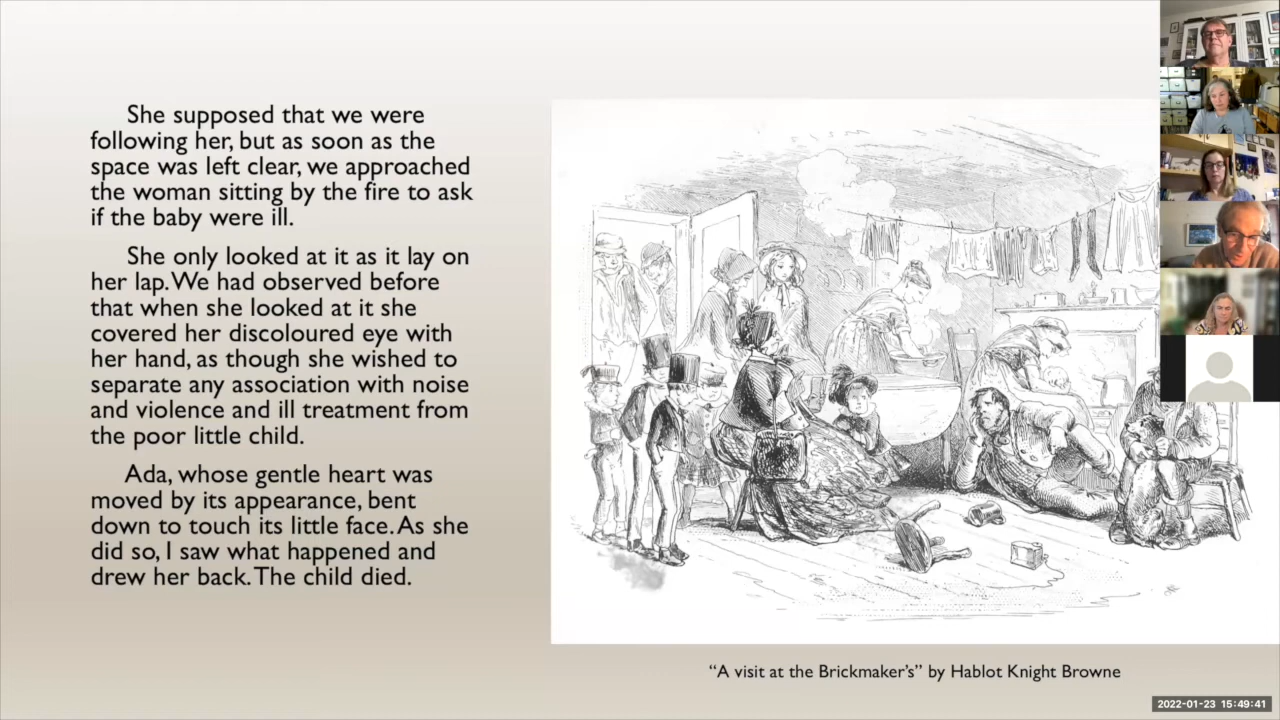 She supposed that we were
following her, but as soon as the
space was left clear, we approached
the woman sitting by the fire to ask
if the baby were ill.
She only looked at it as it lay on
her lap. We had observed before
that when she looked at it she
covered her discoloured eye with
her hand, as though she wished to
separate any association with noise
and violence and ill treatment from
the poor little child.
Ada, whose gentle heart was
moved by its appearance, bent
down to touch its little face. As she
did so, I saw what happened and
drew her back. The child died.
“A visit at the Brickmaker’s” by Hablot Knight Browne
2022-01-23 15:49:41